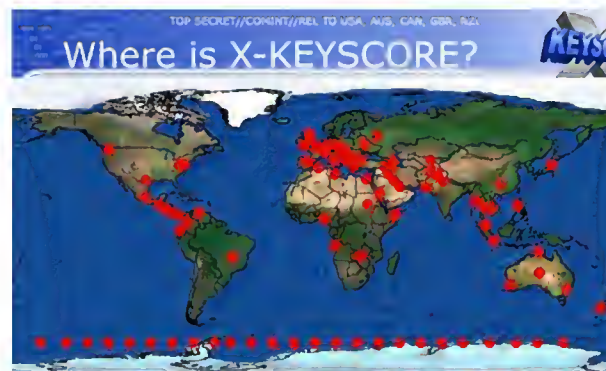 TOP SECRET//COMINT//REL TO USA, AUS, CAN, GBR, NZL
Where is X-KEYSCORE?